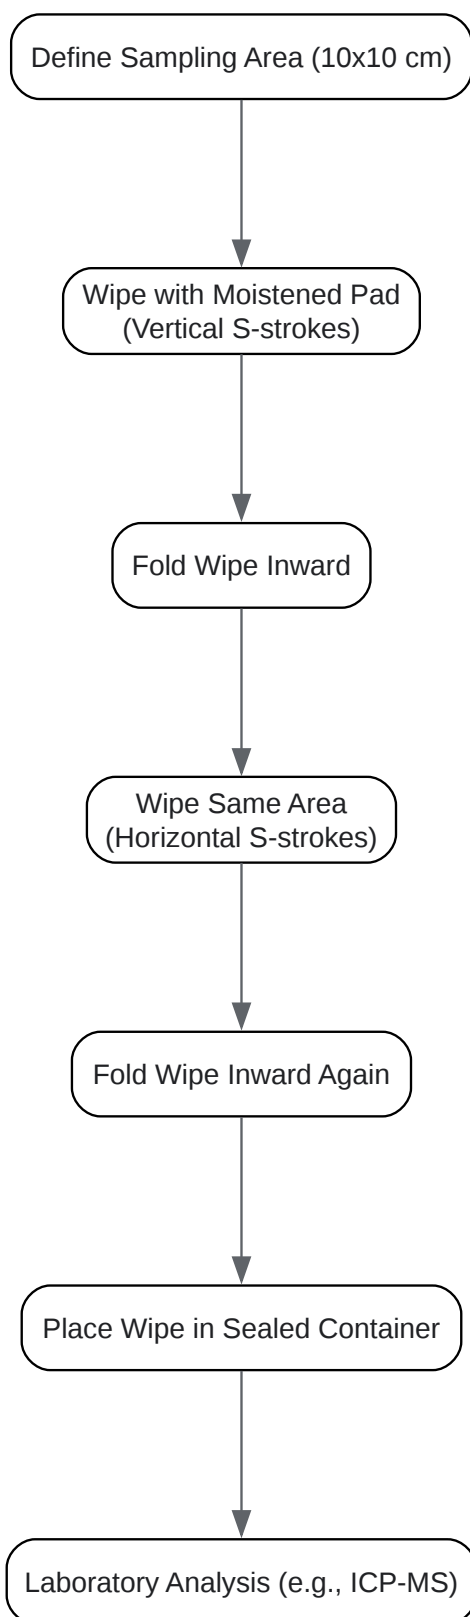 Define Sampling Area (10x10 cm)
Wipe with Moistened Pad
(Vertical S-strokes)
Fold Wipe Inward
Wipe Same Area
(Horizontal S-strokes)
Fold Wipe Inward Again
Place Wipe in Sealed Container
Laboratory Analysis (e.g., ICP-MS)